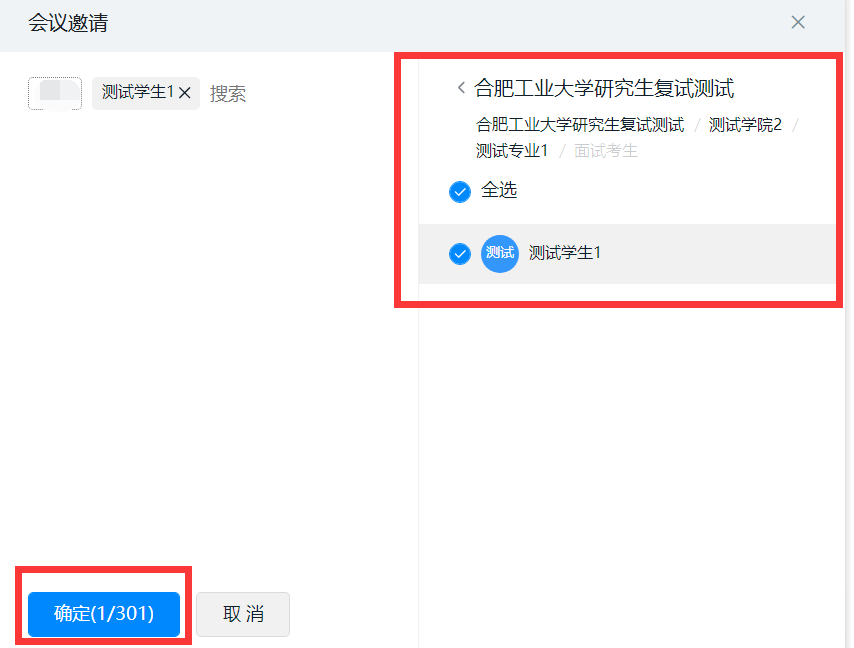 会议邀请
测试学生1 搜索
合肥工业大学研究生复试测试
合肥工业大学研究生复试测试 / 测试学院2 /
测试专业1 / 面试考生
全选
测试 测试学生1
确定(1/301) 取 消